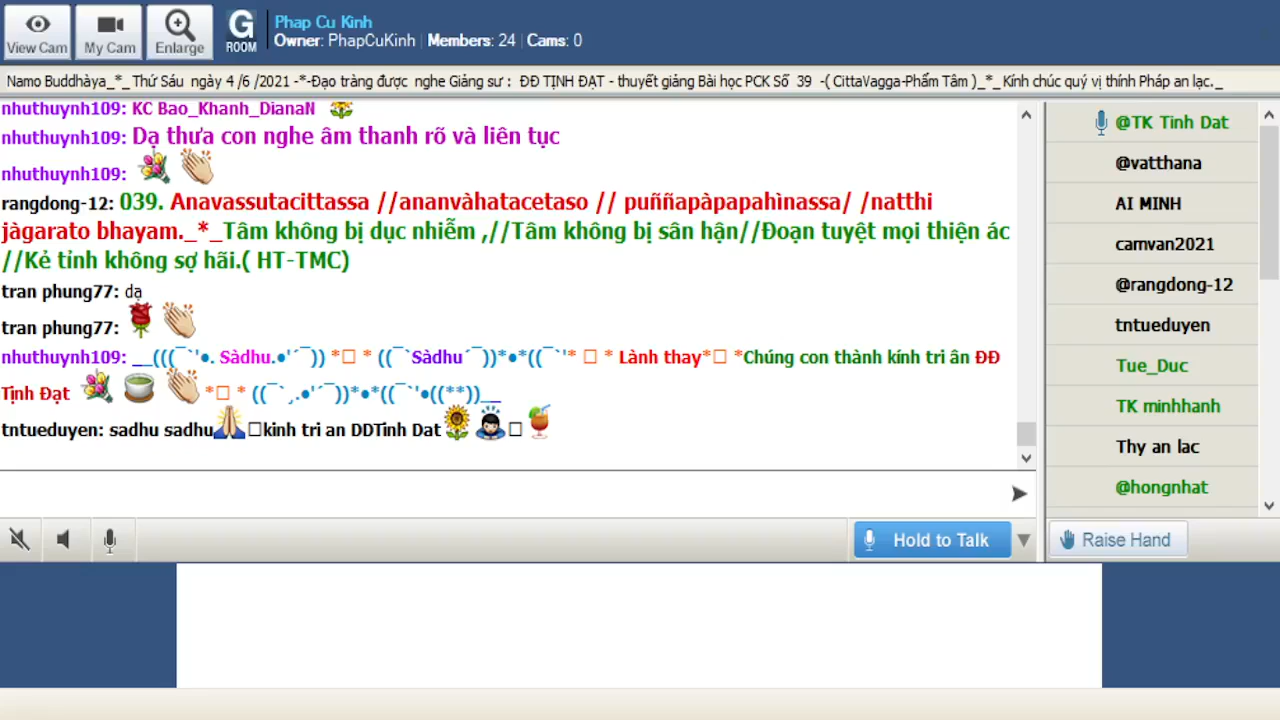 View Cam
My Cam
Enlarge
G
ROOM
Phap Cu Kinh
Owner: PhapCuKinh | Members: 24 | Cams: 0
Namo Buddhàya_*_ Thứ Sáu ngày 4 /6 /2021 -*-Đạo tràng được nghe Giảng sư : ĐĐ TỊNH ĐẠT - thuyết giảng Bài học PCK Số 39 -( CittaVagga-Phẩm Tâm )_*_Kính chúc quý vị thính Pháp an lạc._
nhuthuynh109: KC Bao_Khanh_DianaN
nhuthuynh109: Dạ thưa con nghe âm thanh rõ và liên tục
nhuthuynh109:
rangdong-12: 039. Anavassutacittassa //ananvàhatacetaso // puññapàpapahìnassa/ /natthi
jàgarato bhayam._*_Tâm không bị dục nhiễm ,//Tâm không bị sân hận//Đoạn tuyệt mọi thiện ác
//Kẻ tỉnh không sợ hãi.( HT-TMC)
tran phung77: dạ
tran phung77:
nhuthuynh109: __(((¯`'●. Sàdhu.●'´¯)) *□ * ((¯`Sàdhu´¯))*●*((¯`'* □ * Lành thay*□ *Chúng con thành kính tri ân ĐĐ
Tịnh Đạt *□ * ((¯`¸.●'´¯))*●*((¯`'●((**))__
tntueduyen: sadhu sadhu🙏□kinh tri an DDTinh Dat🌻🙇□🍹
@TK Tinh Dat
@vatthana
AI MINH
camvan2021
@rangdong-12
tntueduyen
Tue_Duc
TK minhhanh
Thy an lac
@hongnhat
Hold to Talk
Raise Hand